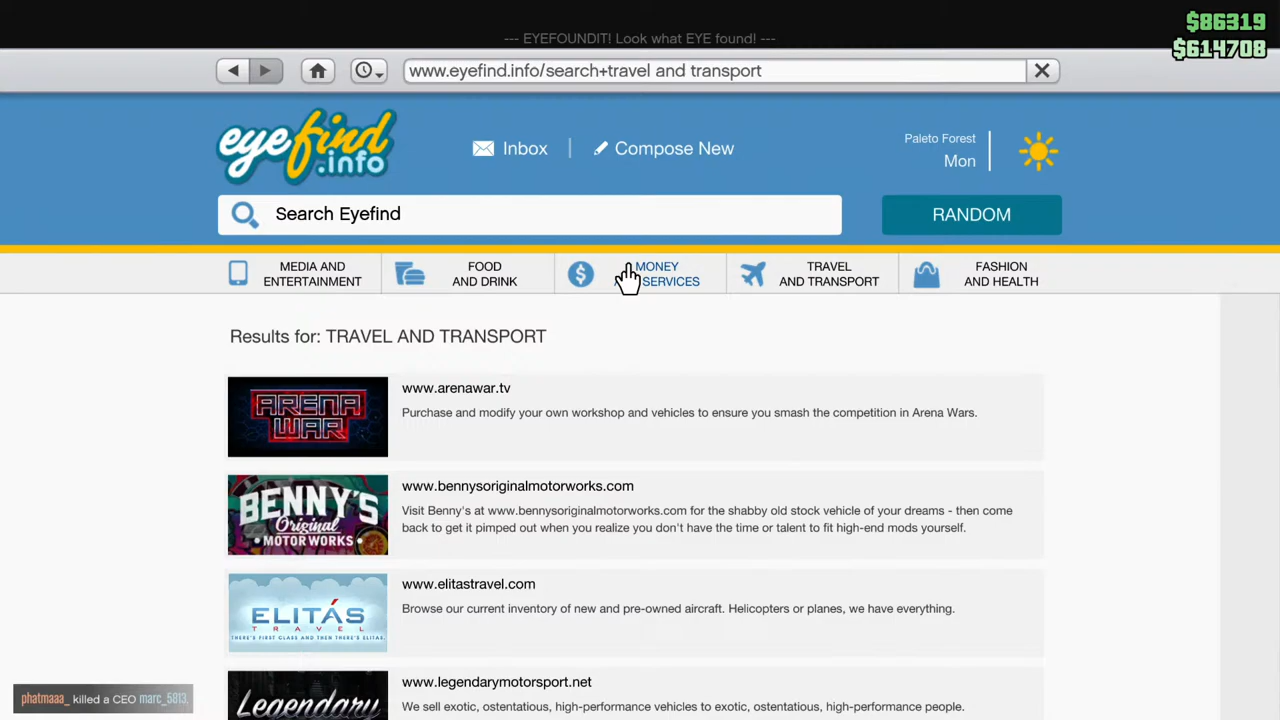 $86319
$614708
--- EYEFOUNDIT! Look what EYE found! ---
www.eyefind.info/search+travel and transport
eyefind
.info
Inbox
Compose New
Paleto Forest
Mon
Search Eyefind
RANDOM
MEDIA AND
ENTERTAINMENT
FOOD
AND DRINK
MONEY
SERVICES
TRAVEL
AND TRANSPORT
FASHION
AND HEALTH
Results for: TRAVEL AND TRANSPORT
ARENA
WAR
www.arenawar.tv
Purchase and modify your own workshop and vehicles to ensure you smash the competition in Arena Wars.
BENNY'S
Original
MOTOR WORKS
www.bennysoriginalmotorworks.com
Visit Benny's at www.bennysoriginalmotorworks.com for the shabby old stock vehicle of your dreams - then come
back to get it pimped out when you realize you don't have the time or talent to fit high-end mods yourself.
ELITÁS
TRAVEL
THERE'S FIRST CLASS AND THEN THERE'S ELITAS.
www.elitastravel.com
Browse our current inventory of new and pre-owned aircraft. Helicopters or planes, we have everything.
Legendary
www.legendarymotorsport.net
We sell exotic, ostentatious, high-performance vehicles to exotic, ostentatious, high-performance people.
phatmaaa_ killed a CEO marc_5813.